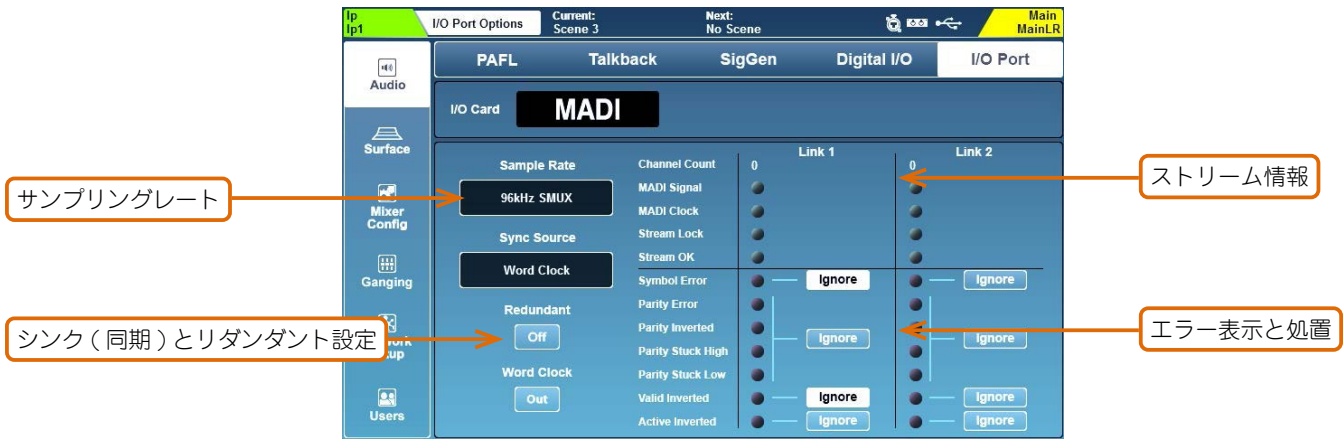 Ip
Ip1
I/O Port Options
Current:
Scene 3
Next:
No Scene
Main
MainLR
Audio
Surface
Mixer
Config
Ganging
Users
PAFL
Talkback
SigGen
Digital I/O
I/O Port
I/O Card
MADI
Sample Rate
96kHz SMUX
Sync Source
Word Clock
Redundant
Off
Word Clock
Out
Link 1
Link 2
Channel Count
0
0
MADI Signal
MADI Clock
Stream Lock
Stream OK
Symbol Error
Ignore
Ignore
Parity Error
Parity Inverted
Ignore
Ignore
Parity Stuck High
Parity Stuck Low
Valid Inverted
Ignore
Ignore
Active Inverted
Ignore
Ignore
サンプリングレート
シンク ( 同期 ) とリダンダント設定
ストリーム情報
エラー表示と処置